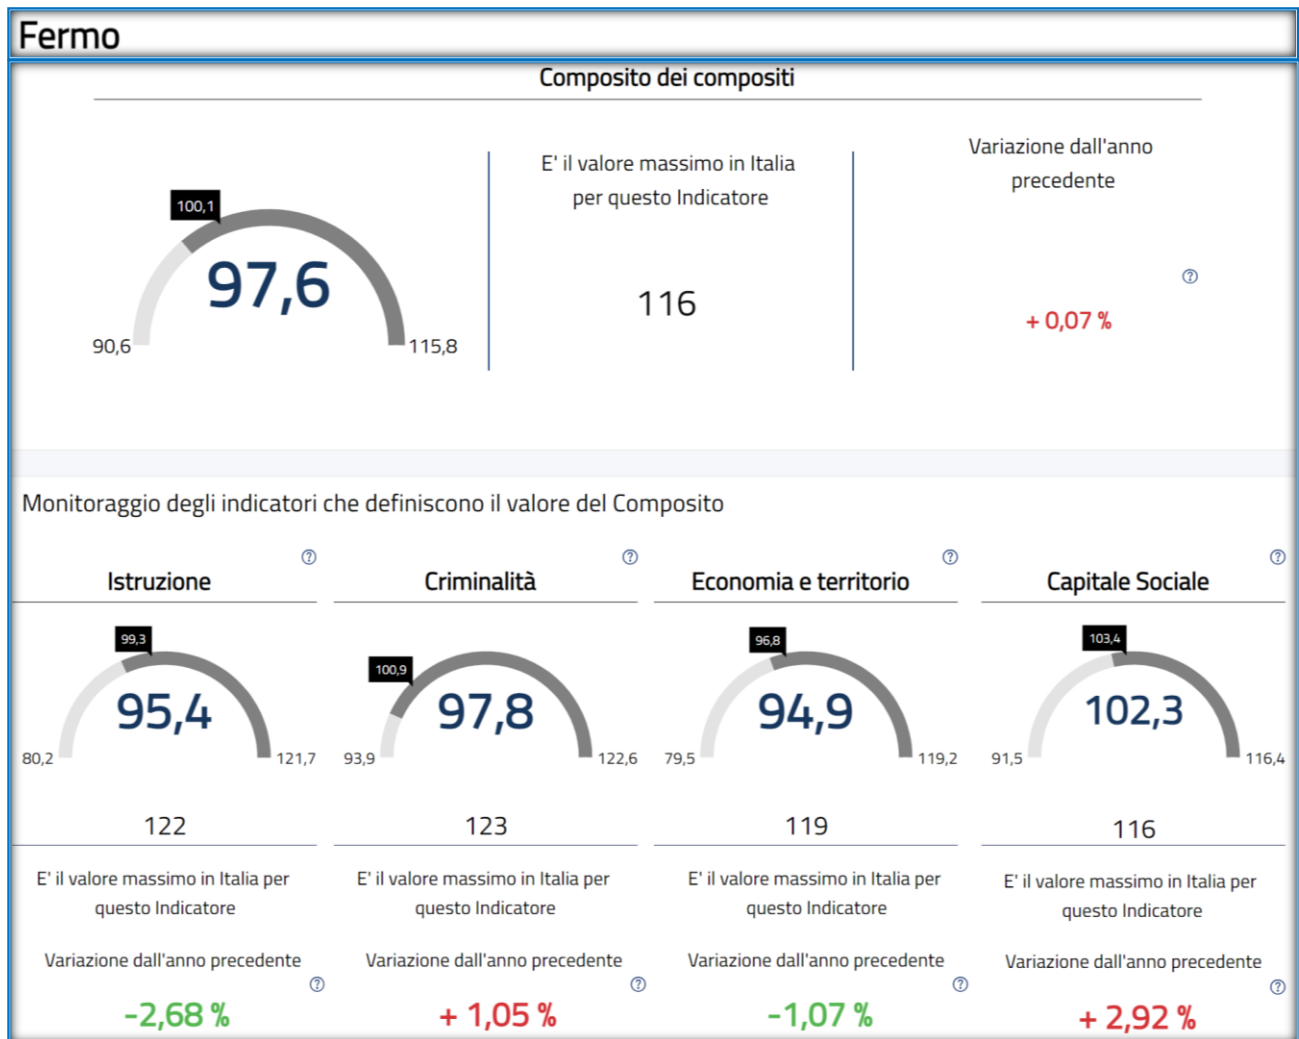 Fermo
Composito dei compositi
E' il valore massimo in Italia
per questo Indicatore
Variazione dall'anno
precedente
100,1
97,6
90,6
115,8
116
+ 0,07 %
Monitoraggio degli indicatori che definiscono il valore del Composito
Istruzione
99,3
95,4
80,2
121,7
122
E' il valore massimo in Italia per
questo Indicatore
Variazione dall'anno precedente
-2,68 %
Criminalità
100,9
97,8
93,9
122,6
123
E' il valore massimo in Italia per
questo Indicatore
Variazione dall'anno precedente
+ 1,05 %
Economia e territorio
96,8
94,9
79,5
119,2
119
E' il valore massimo in Italia per
questo Indicatore
Variazione dall'anno precedente
-1,07 %
Capitale Sociale
103,4
102,3
91,5
116,4
116
E' il valore massimo in Italia per
questo Indicatore
Variazione dall'anno precedente
+ 2,92 %